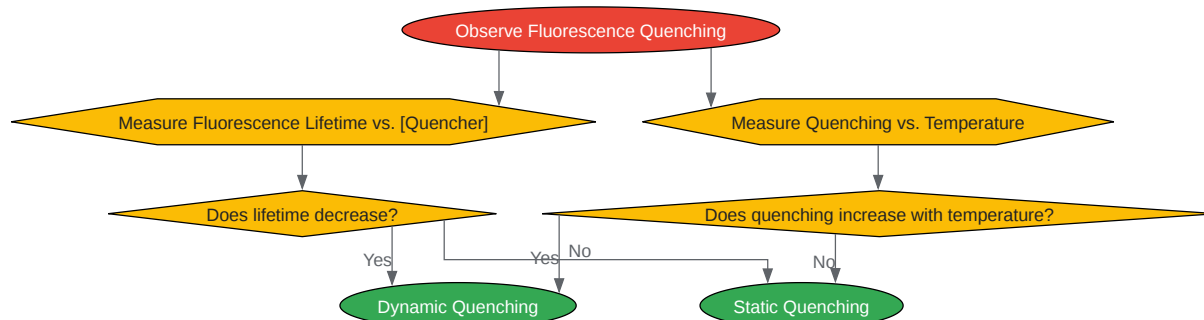 Observe Fluorescence Quenching
Measure Fluorescence Lifetime vs. [Quencher]
Measure Quenching vs. Temperature
Does lifetime decrease?
Does quenching increase with temperature?
Yes
Yes
No
No
Dynamic Quenching
Static Quenching